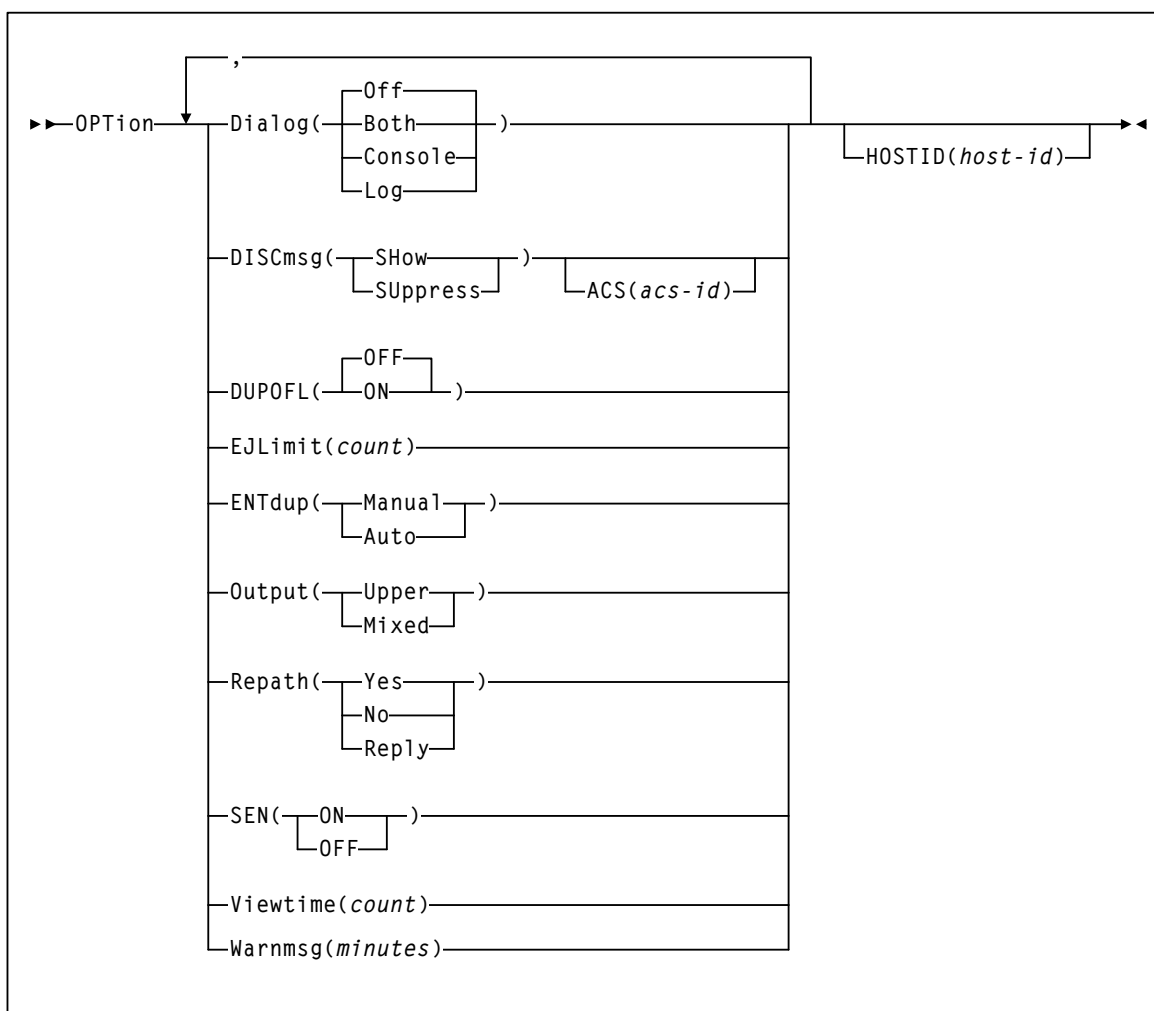 ,
OPTion Dialog( Off ) HOSTID(host-id)
Both
Console
Log
DISCmsg( SHow ) ACS(acs-id)
SUppress
DUPOFL( OFF )
ON
EJLimit(count)
ENTdup( Manual )
Auto
Output( Upper )
Mixed
Repath( Yes )
No
Reply
SEN( ON )
OFF
Viewtime(count)
Warnmsg(minutes)